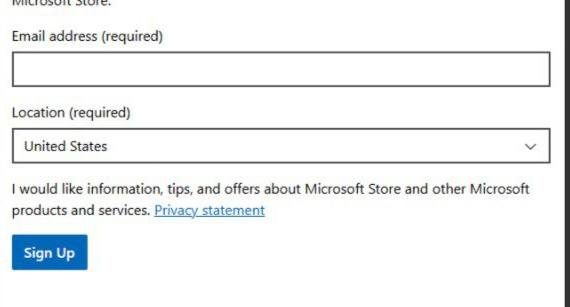 Microsoft Store.
Email address (required)
Location (required)
United States
I would like information, tips, and offers about Microsoft Store and other Microsoft
products and services. Privacy statement
Sign Up